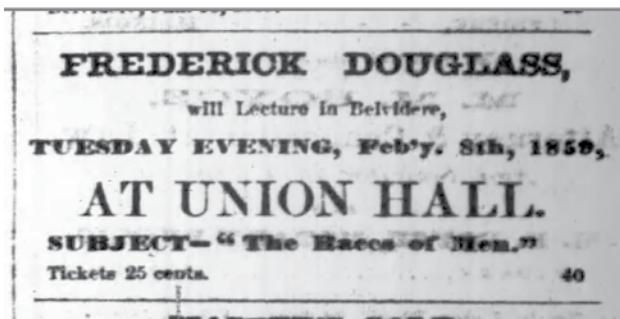 FREDERICK DOUGLASS,
will Lecture in Belvidere,
TUESDAY EVENING, Feb'y. 8th, 1859,
AT UNION HALL.
SUBJECT—“The Races of Men.”
Tickets 25 cents. 40